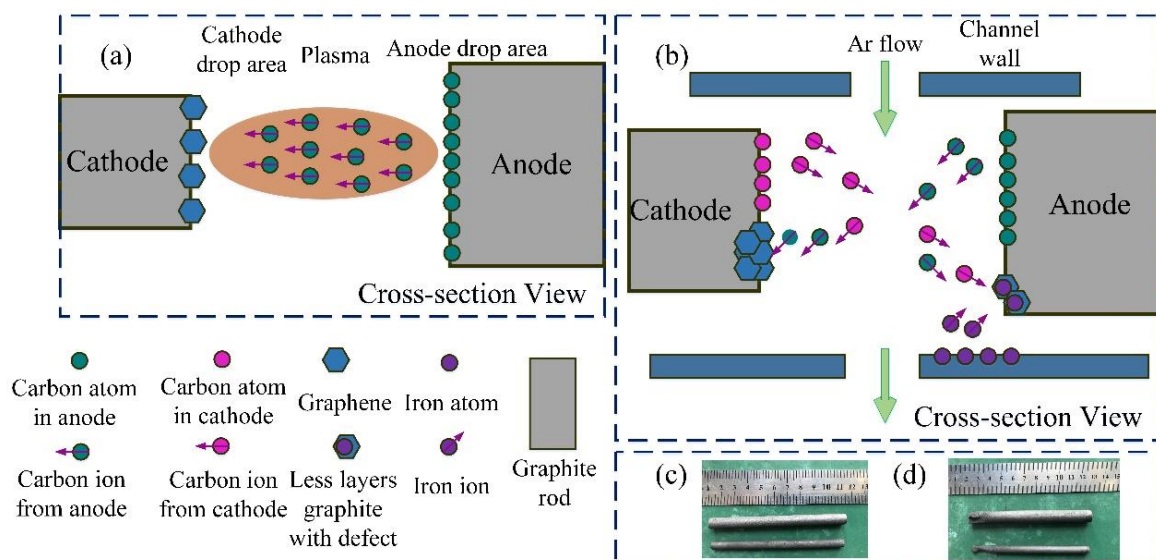 (a)
Cathode
drop area
Plasma
Anode drop area
Cathode
Anode
Cross-section View
Carbon atom
in anode
Carbon atom
in cathode
Graphene
Iron atom
Carbon ion
from anode
Carbon ion
from cathode
Less layers
graphite
with defect
Iron ion
Graphite
rod
(b)
Ar flow
Channel
wall
Cathode
Anode
Cross-section View
(c)
(d)